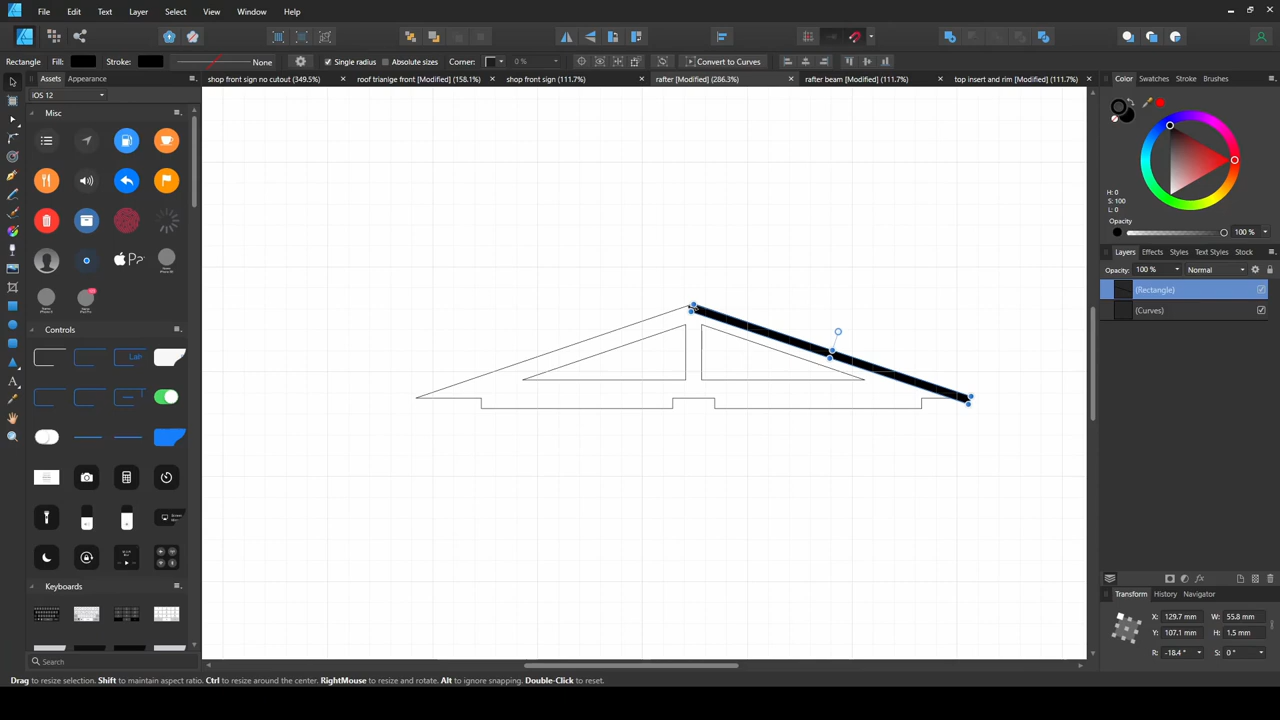 File Edit Text Layer Select View Window Help
Rectangle Fill: Stroke: None Single radius Absolute sizes Corner: 0 % Convert to Curves
Assets Appearance
shop front sign no cutout (349.5%) roof trianige front [Modified] (158.1%) shop front sign (111.7%) rafter [Modified] (286.3%) rafter beam [Modified] (111.7%) top insert and rim [Modified] (111.7%)
Color Swatches Stroke Brushes
iOS 12
Misc
H: 0
S: 100
L: 0
Opacity
100 %
Layers Effects Styles Text Styles Stock
Opacity: 100 % Normal
(Rectangle)
(Curves)
Controls
Keyboards
Transform History Navigator
X: 129.7 mm W: 55.8 mm
Y: 107.1 mm H: 1.5 mm
R: -18.4 ° S: 0 °
Search
Drag to resize selection. Shift to maintain aspect ratio. Ctrl to resize around the center. RightMouse to resize and rotate. Alt to ignore snapping. Double-Click to reset.